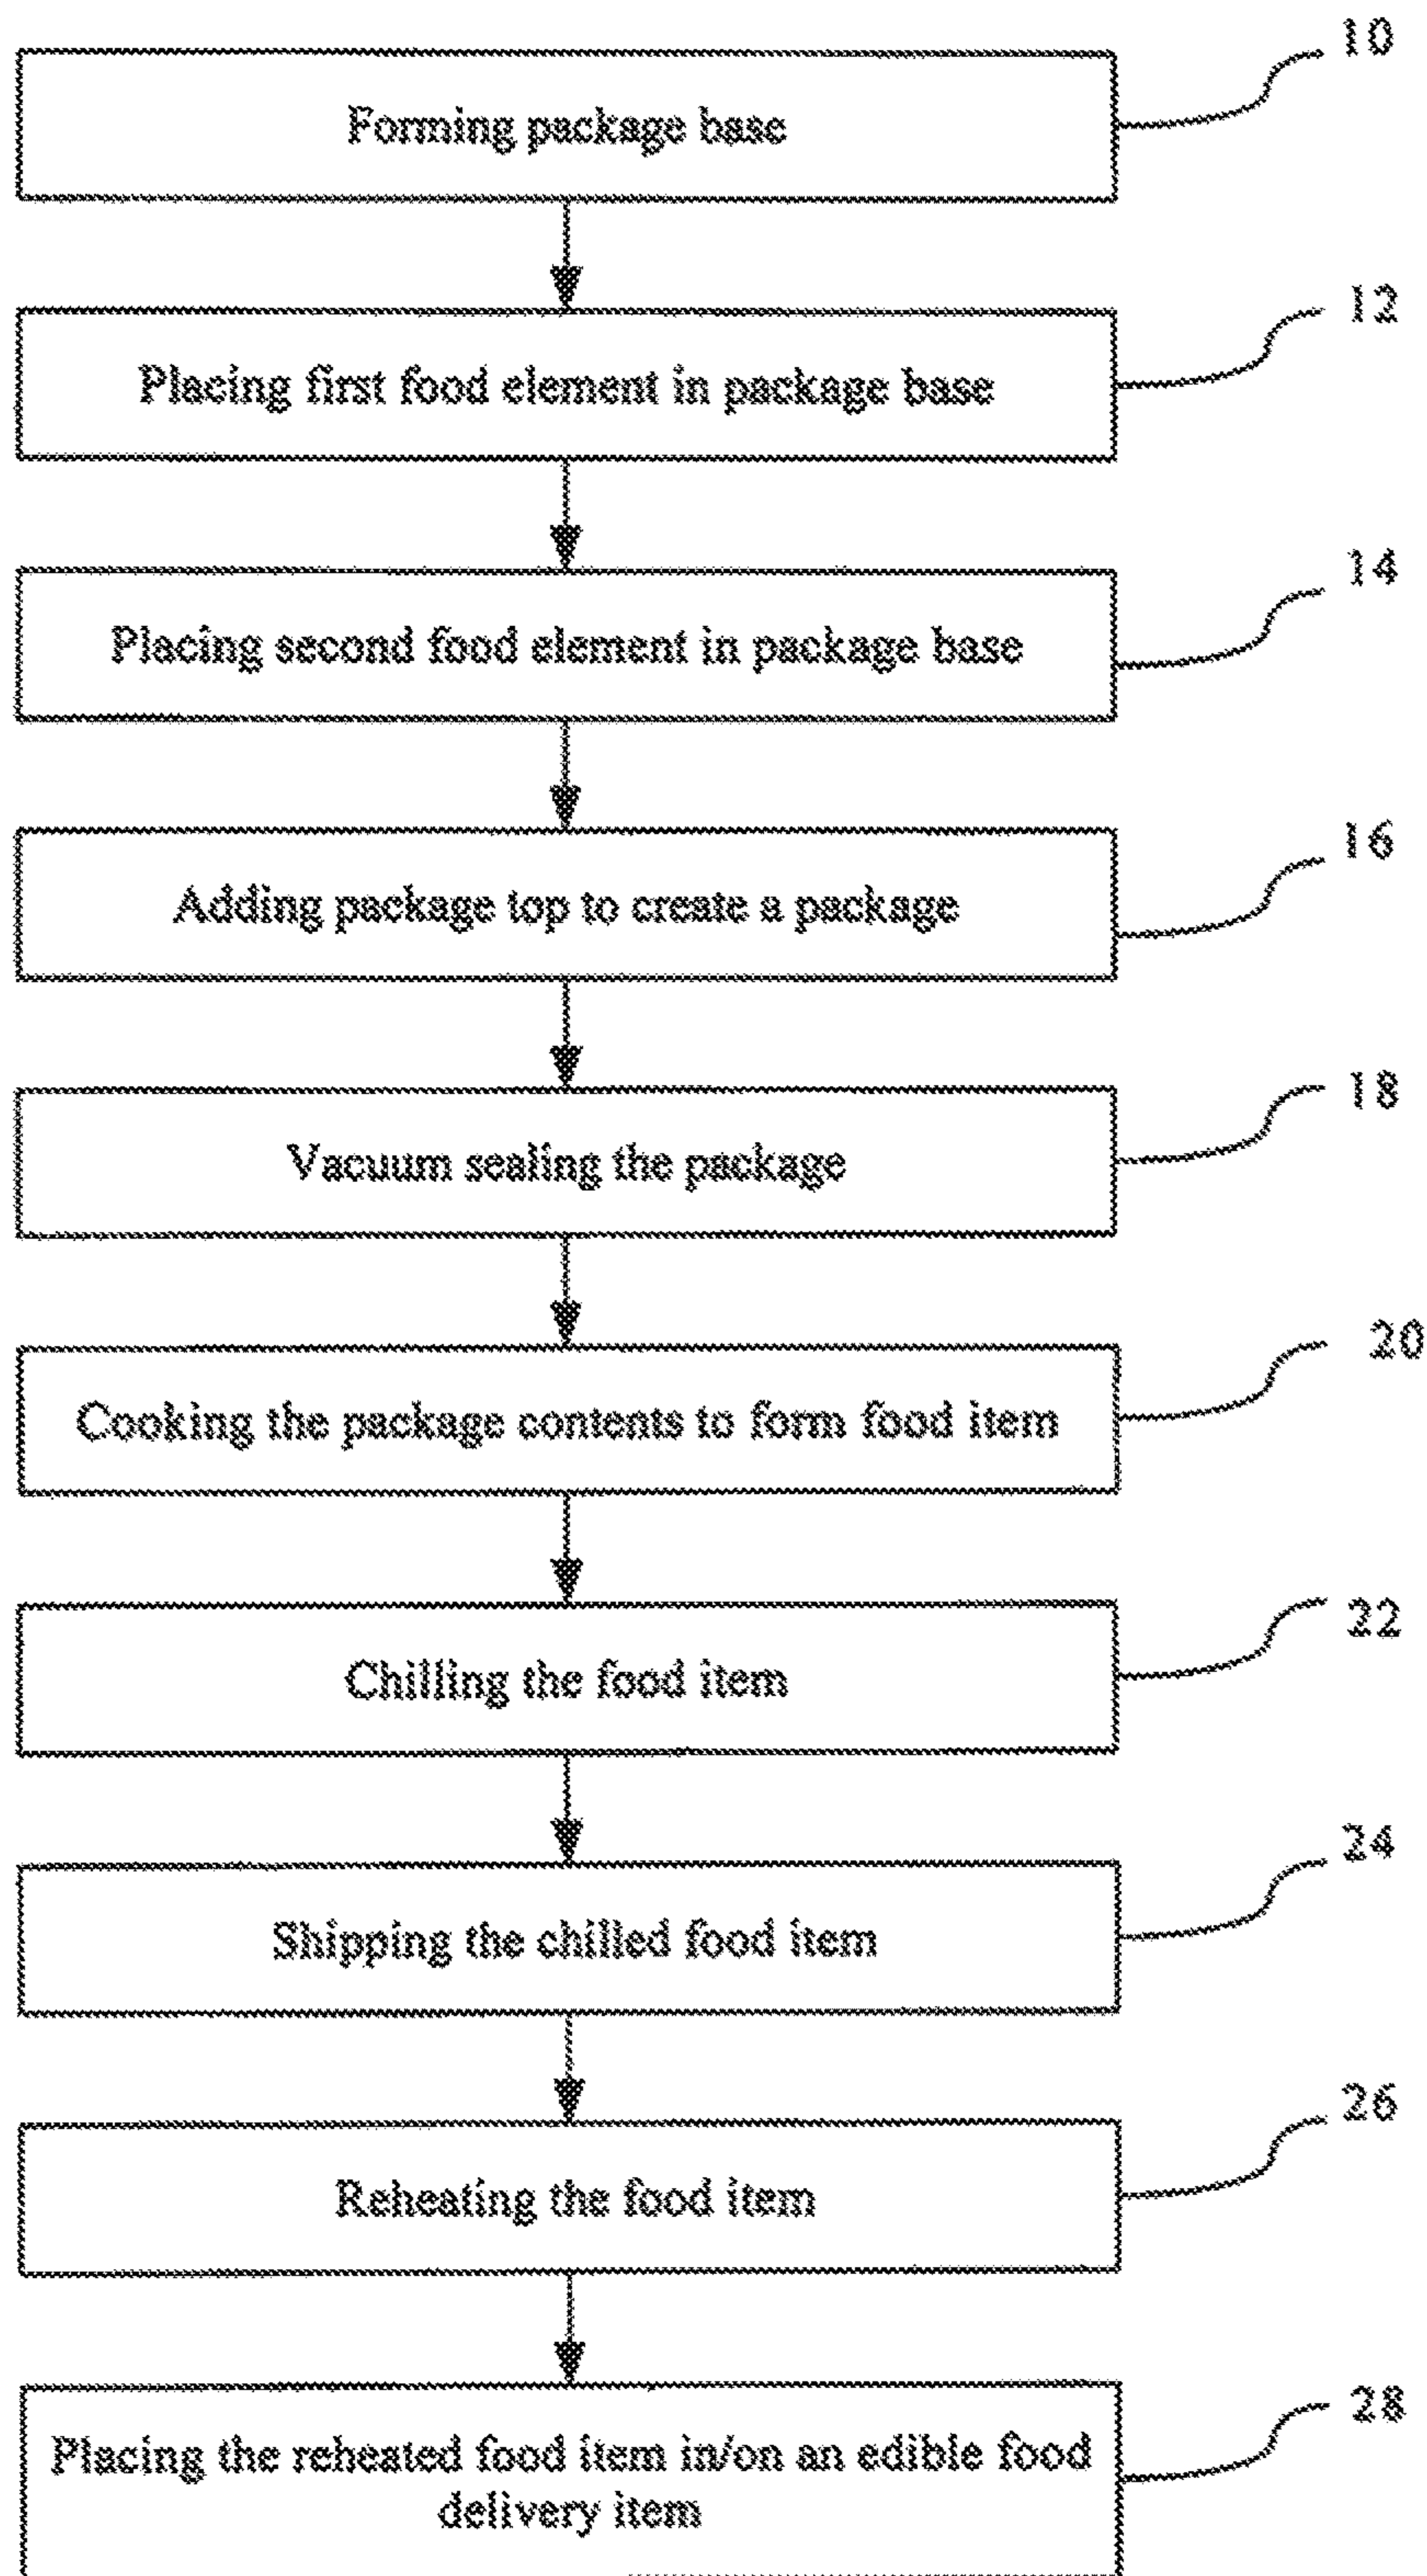 10
Forming package base
12
Placing first food element in package base
14
Placing second food element in package base
16
Adding package top to create a package
18
Vacuum sealing the package
20
Cooking the package contents to form food item
22
Chilling the food item
24
Shipping the chilled food item
26
Reheating the food item
28
Placing the reheated food item in/on an edible food
delivery item